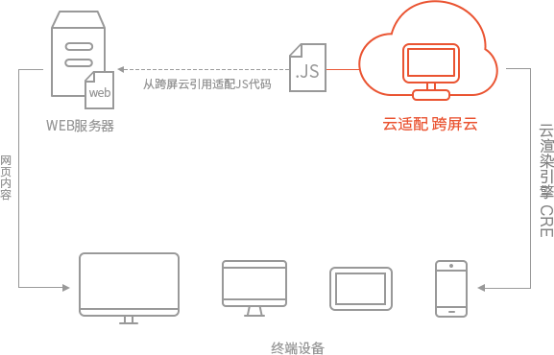 .JS
web
从跨屏云引用适配JS代码
WEB服务器
云适配 跨屏云
网页内容
云渲染引擎 CRE
终端设备